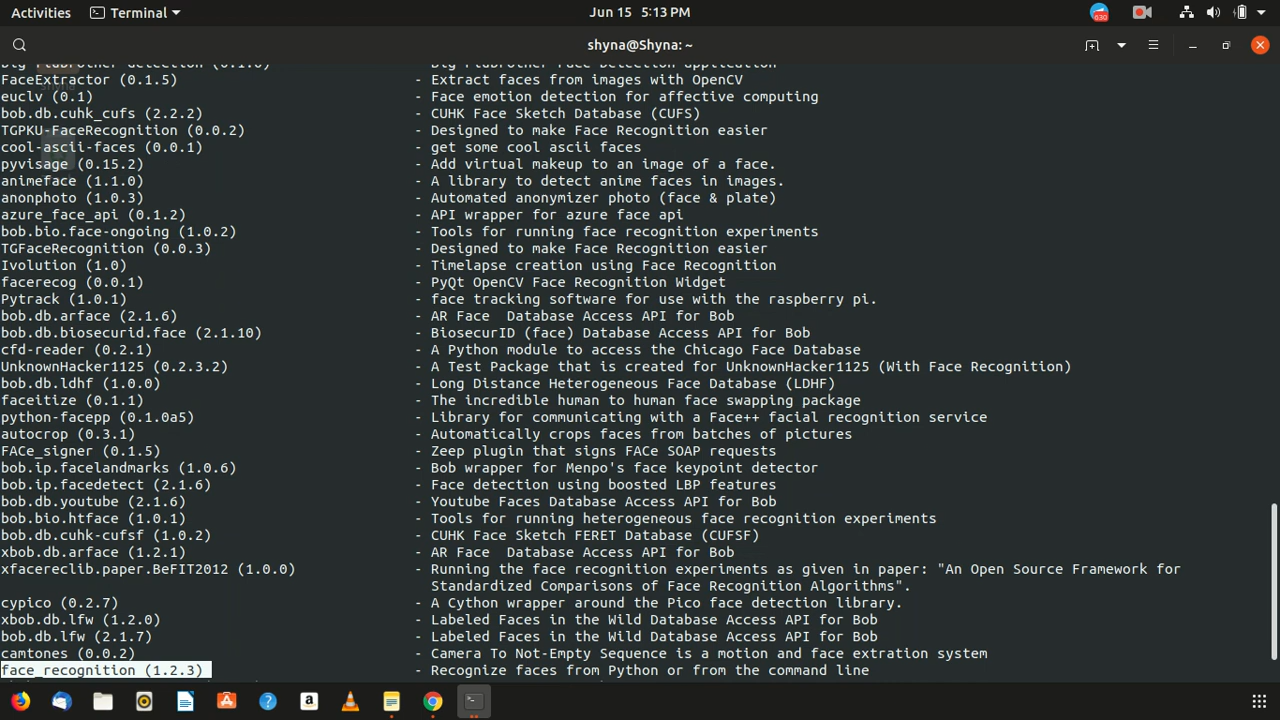 Activities
Terminal
Jun 15 5:13 PM
630
shyna@Shyna: ~
FaceExtractor (0.1.5) - Extract faces from images with OpenCV
euclv (0.1) - Face emotion detection for affective computing
bob.db.cuhk_cufs (2.2.2) - CUHK Face Sketch Database (CUFS)
TGPKU-FaceRecognition (0.0.2) - Designed to make Face Recognition easier
cool-ascii-faces (0.0.1) - get some cool ascii faces
pyvisage (0.15.2) - Add virtual makeup to an image of a face.
animeface (1.1.0) - A library to detect anime faces in images.
anonphoto (1.0.3) - Automated anonymizer photo (face & plate)
azure_face_api (0.1.2) - API wrapper for azure face api
bob.bio.face-ongoing (1.0.2) - Tools for running face recognition experiments
TGFaceRecognition (0.0.3) - Designed to make Face Recognition easier
Ivolution (1.0) - Timelapse creation using Face Recognition
facerecog (0.0.1) - PyQt OpenCV Face Recognition Widget
Pytrack (1.0.1) - face tracking software for use with the raspberry pi.
bob.db.arface (2.1.6) - AR Face  Database Access API for Bob
bob.db.biosecurid.face (2.1.10) - BiosecurID (face) Database Access API for Bob
cfd-reader (0.2.1) - A Python module to access the Chicago Face Database
UnknownHacker1125 (0.2.3.2) - A Test Package that is created for UnknownHacker1125 (With Face Recognition)
bob.db.ldhf (1.0.0) - Long Distance Heterogeneous Face Database (LDHF)
faceitize (0.1.1) - The incredible human to human face swapping package
python-facepp (0.1.0a5) - Library for communicating with a Face++ facial recognition service
autocrop (0.3.1) - Automatically crops faces from batches of pictures
FACe_signer (0.1.5) - Zeep plugin that signs FACe SOAP requests
bob.ip.facelandmarks (1.0.6) - Bob wrapper for Menpo's face keypoint detector
bob.ip.facedetect (2.1.6) - Face detection using boosted LBP features
bob.db.youtube (2.1.6) - Youtube Faces Database Access API for Bob
bob.bio.htface (1.0.1) - Tools for running heterogeneous face recognition experiments
bob.db.cuhk-cufsf (1.0.2) - CUHK Face Sketch FERET Database (CUFSF)
xbob.db.arface (1.2.1) - AR Face  Database Access API for Bob
xfacereclib.paper.BeFIT2012 (1.0.0) - Running the face recognition experiments as given in paper: "An Open Source Framework for
Standardized Comparisons of Face Recognition Algorithms".
cypico (0.2.7) - A Cython wrapper around the Pico face detection library.
xbob.db.lfw (1.2.0) - Labeled Faces in the Wild Database Access API for Bob
bob.db.lfw (2.1.7) - Labeled Faces in the Wild Database Access API for Bob
camtones (0.0.2) - Camera To Not-Empty Sequence is a motion and face extration system
face_recognition (1.2.3) - Recognize faces from Python or from the command line